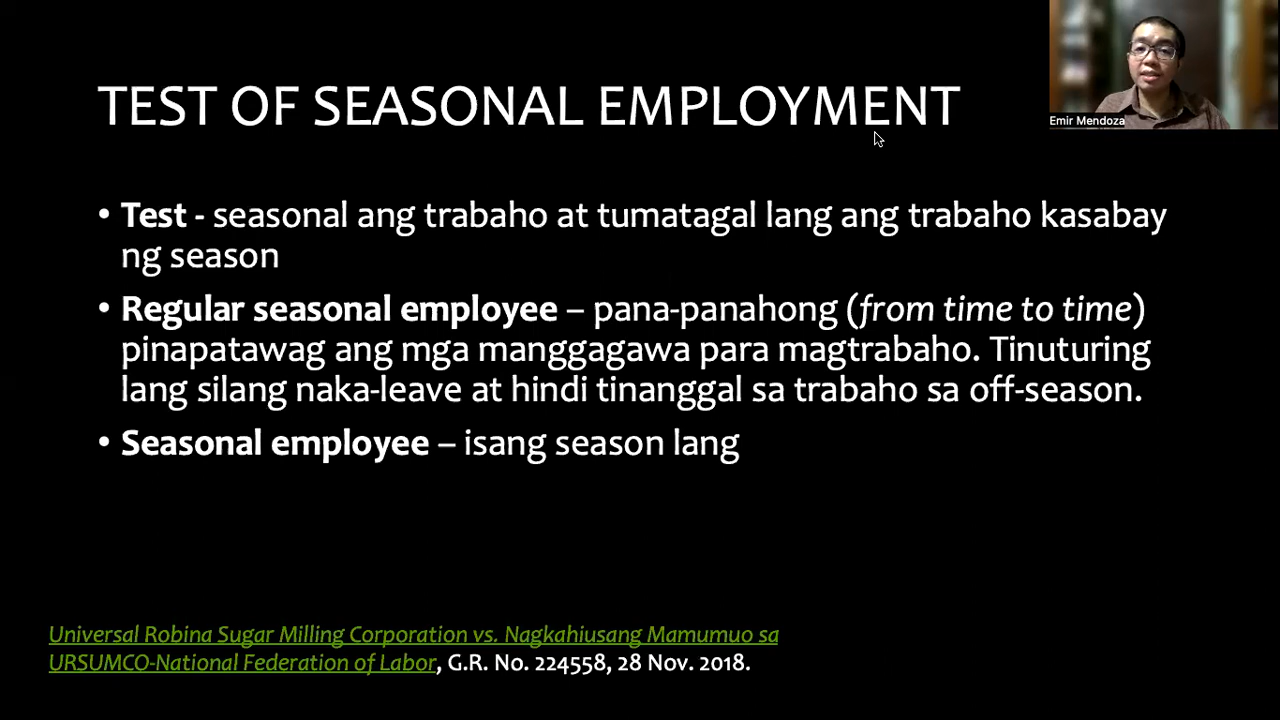 TEST OF SEASONAL EMPLOYMENT
Emir Mendoza
• Test - seasonal ang trabaho at tumatagal lang ang trabaho kasabay
ng season
• Regular seasonal employee – pana-panahong (from time to time)
pinapatawag ang mga manggagawa para magtrabaho. Tinuturing
lang silang naka-leave at hindi tinanggal sa trabaho sa off-season.
• Seasonal employee – isang season lang
Universal Robina Sugar Milling Corporation vs. Nagkahiusang Mamumuo sa
URSUMCO-National Federation of Labor, G.R. No. 224558, 28 Nov. 2018.